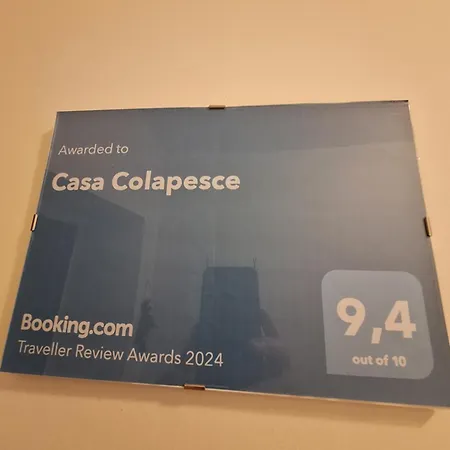 Awarded to
Casa Colapesce
Booking.com
Traveller Review Awards 2024
9,4
out of 10